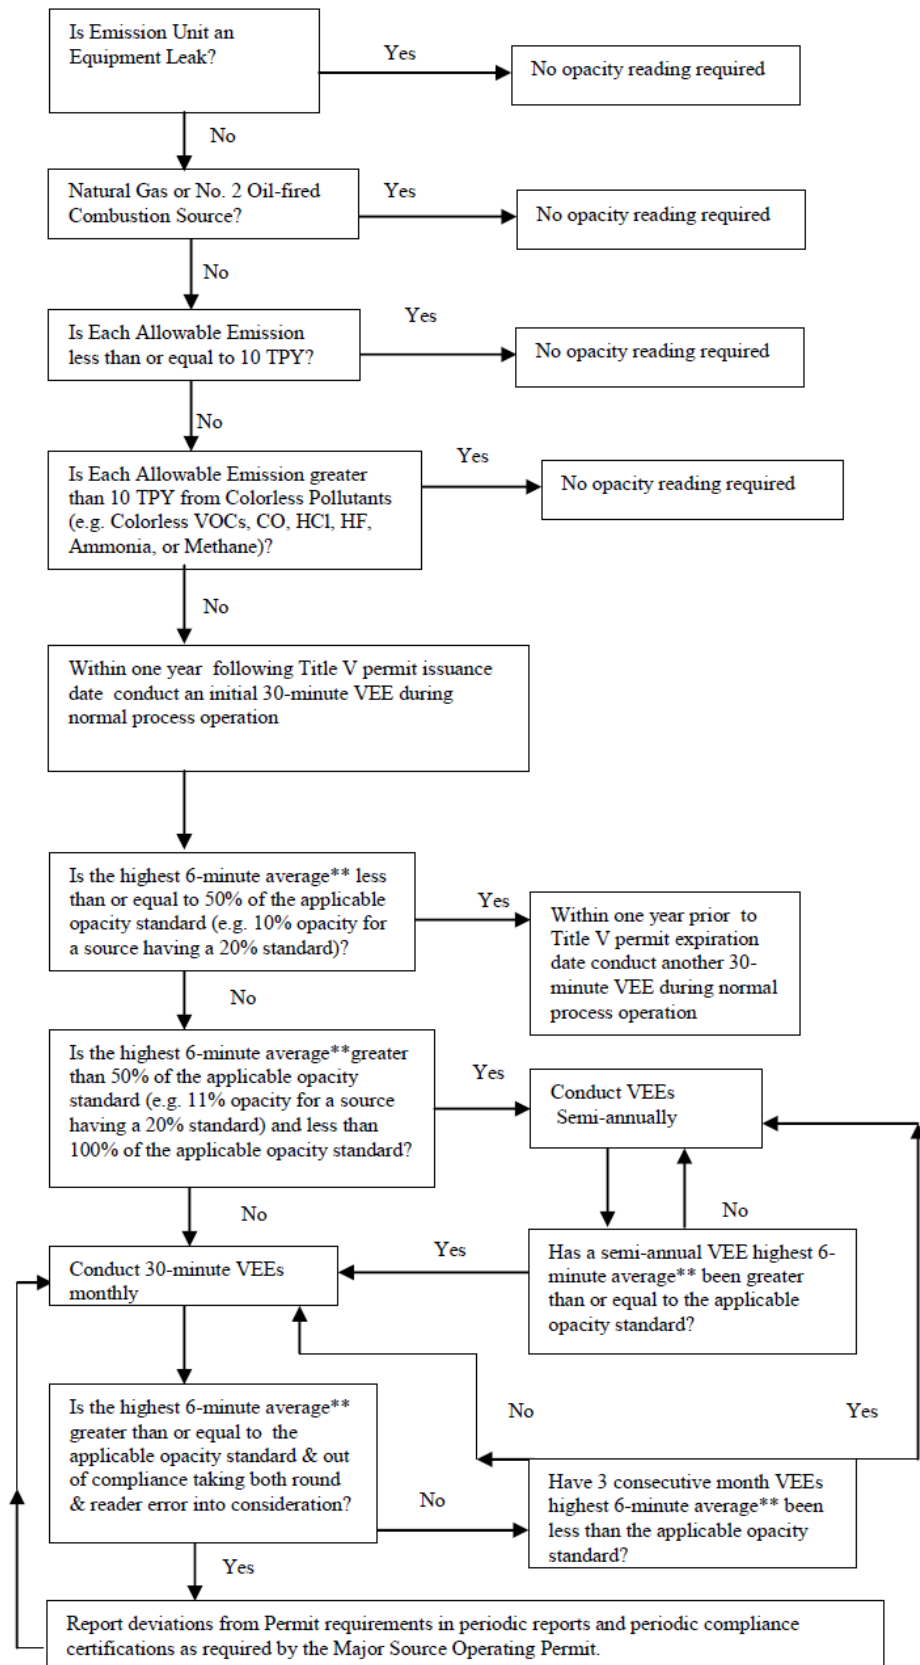 Is Emission Unit an
Equipment Leak?
Yes
No opacity reading required
No
Natural Gas or No. 2 Oil-fired
Combustion Source?
Yes
No opacity reading required
No
Is Each Allowable Emission
less than or equal to 10 TPY?
Yes
No opacity reading required
No
Is Each Allowable Emission greater
than 10 TPY from Colorless Pollutants
(e.g. Colorless VOCs, CO, HCl, HF,
Ammonia, or Methane)?
Yes
No opacity reading required
No
Within one year following Title V permit issuance
date conduct an initial 30-minute VEE during
normal process operation
Is the highest 6-minute average** less
than or equal to 50% of the applicable
opacity standard (e.g. 10% opacity for
a source having a 20% standard)?
Yes
Within one year prior to
Title V permit expiration
date conduct another 30-
minute VEE during normal
process operation
No
Is the highest 6-minute average**greater
than 50% of the applicable opacity
standard (e.g. 11% opacity for a source
having a 20% standard) and less than
100% of the applicable opacity standard?
Yes
Conduct VEEs
Semi-annually
No
No
Has a semi-annual VEE highest 6-
minute average** been greater
than or equal to the applicable
opacity standard?
Yes
Conduct 30-minute VEEs
monthly
Is the highest 6-minute average**
greater than or equal to the
applicable opacity standard & out
of compliance taking both round
& reader error into consideration?
No
Yes
No
Have 3 consecutive month VEEs
highest 6-minute average** been
less than the applicable opacity
standard?
Yes
Report deviations from Permit requirements in periodic reports and periodic compliance
certifications as required by the Major Source Operating Permit.